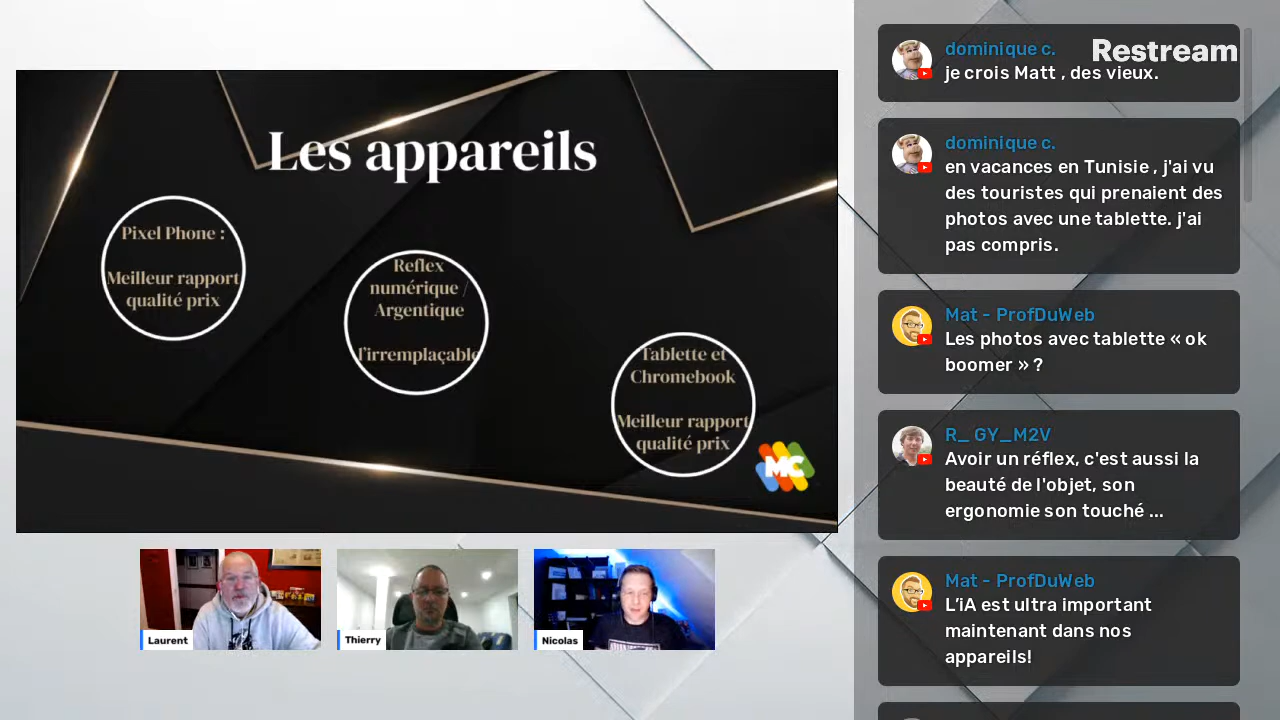 Les appareils
Pixel Phone :
Meilleur rapport
qualité prix
Reflex
numérique /
Argentique
l'irremplaçable
Tablette et
Chromebook
Meilleur rapport
qualité prix
MC
Laurent
Thierry
Nicolas
Restream
dominique c.
je crois Matt , des vieux.
dominique c.
en vacances en Tunisie , j'ai vu
des touristes qui prenaient des
photos avec une tablette. j'ai
pas compris.
Mat - ProfDuWeb
Les photos avec tablette « ok
boomer » ?
R_ GY_M2V
Avoir un réflex, c'est aussi la
beauté de l'objet, son
ergonomie son touché ...
Mat - ProfDuWeb
L’iA est ultra important
maintenant dans nos
appareils!